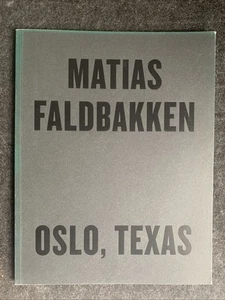 MATIAS
FALDBAKKEN
OSLO, TEXAS